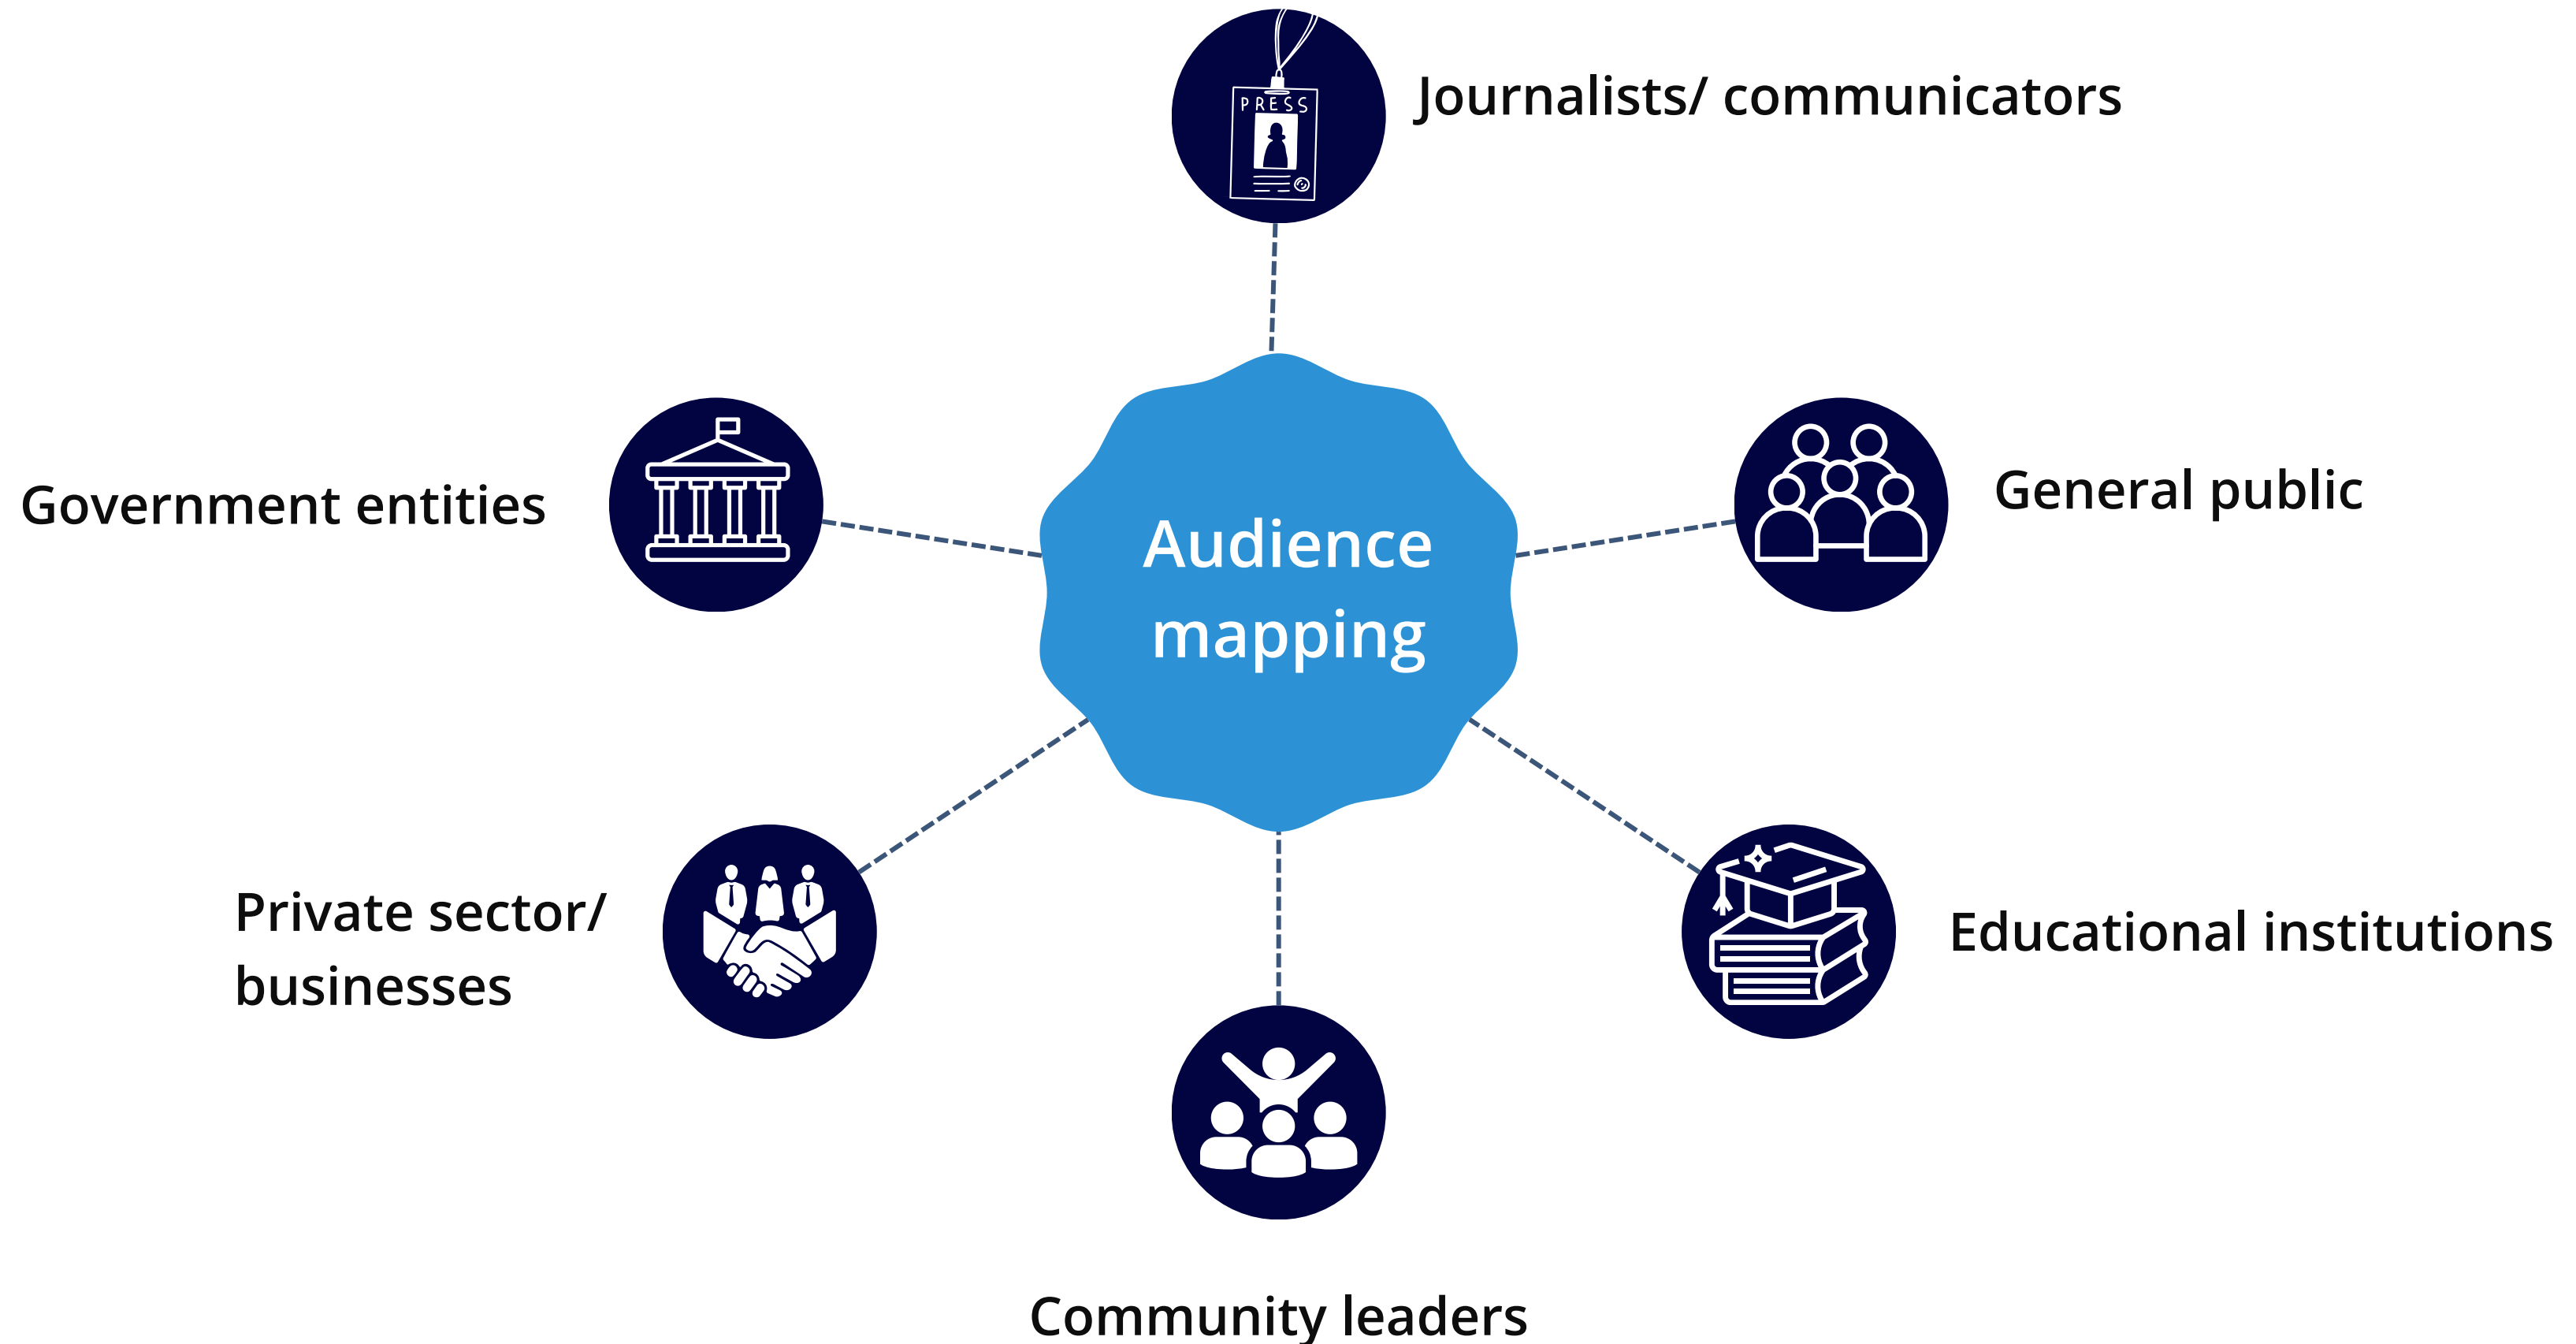 PRESS
Journalists/ communicators
Government entities
General public
Audience
mapping
Private sector/
businesses
Educational institutions
Community leaders